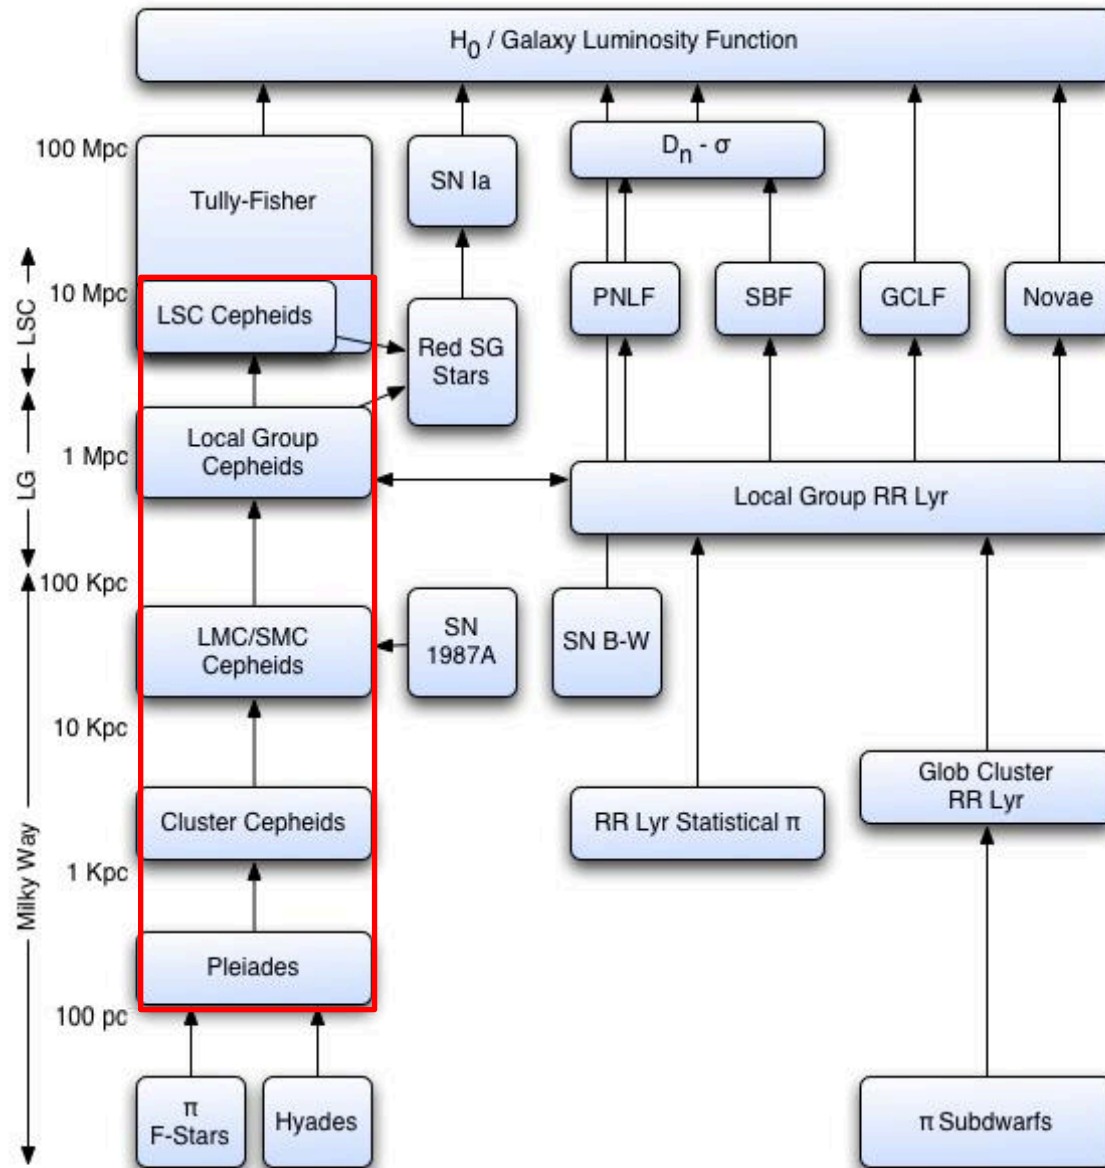 H0 / Galaxy Luminosity Function
100 Mpc
Tully-Fisher
SN Ia
Dn - σ
LSC
10 Mpc
LSC Cepheids
Red SG
Stars
PNLF
SBF
GCLF
Novae
LG
1 Mpc
Local Group
Cepheids
Local Group RR Lyr
100 Kpc
LMC/SMC
Cepheids
SN
1987A
SN B-W
10 Kpc
Milky Way
Cluster Cepheids
RR Lyr Statistical π
Glob Cluster
RR Lyr
1 Kpc
Pleiades
100 pc
π
F-Stars
Hyades
π Subdwarfs